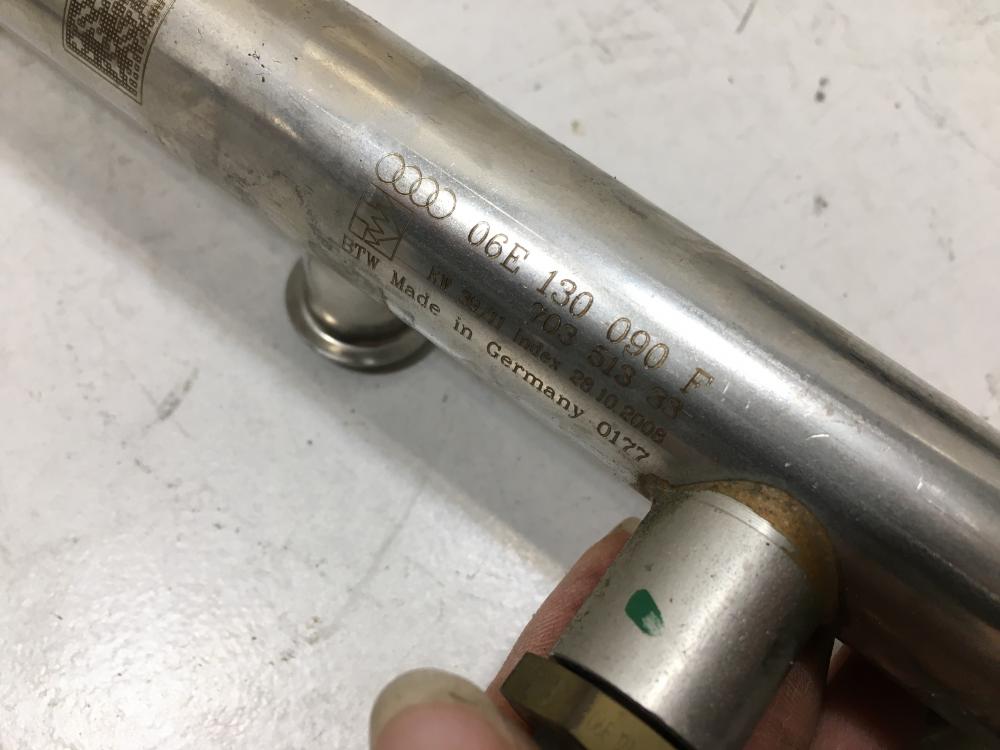 06E 130 090 F
703 513 33
KW 39/11 Index 28.10.2008
BTW Made in Germany 0177